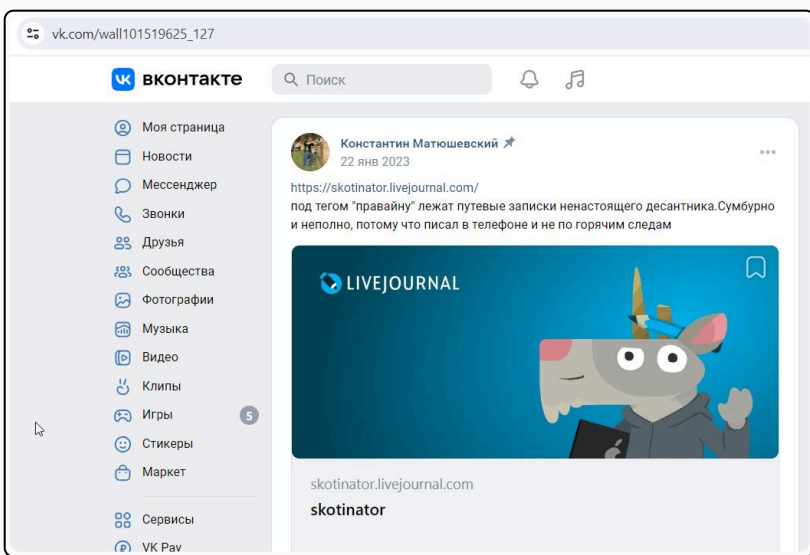 vk.com/wall101519625_127
ВКОНТАКТЕ
Поиск
Моя страница
Новости
Мессенджер
Звонки
Друзья
Сообщества
Фотографии
Музыка
Видео
Клипы
Игры 5
Стикеры
Маркет
Сервисы
VK Pay
Константин Матюшевский
22 янв 2023
https://skotinator.livejournal.com/
под тегом "правайну" лежат путевые записки ненастоящего десантника.Сумбурно
и неполно, потому что писал в телефоне и не по горячим следам
LIVEJOURNAL
skotinator.livejournal.com
skotinator